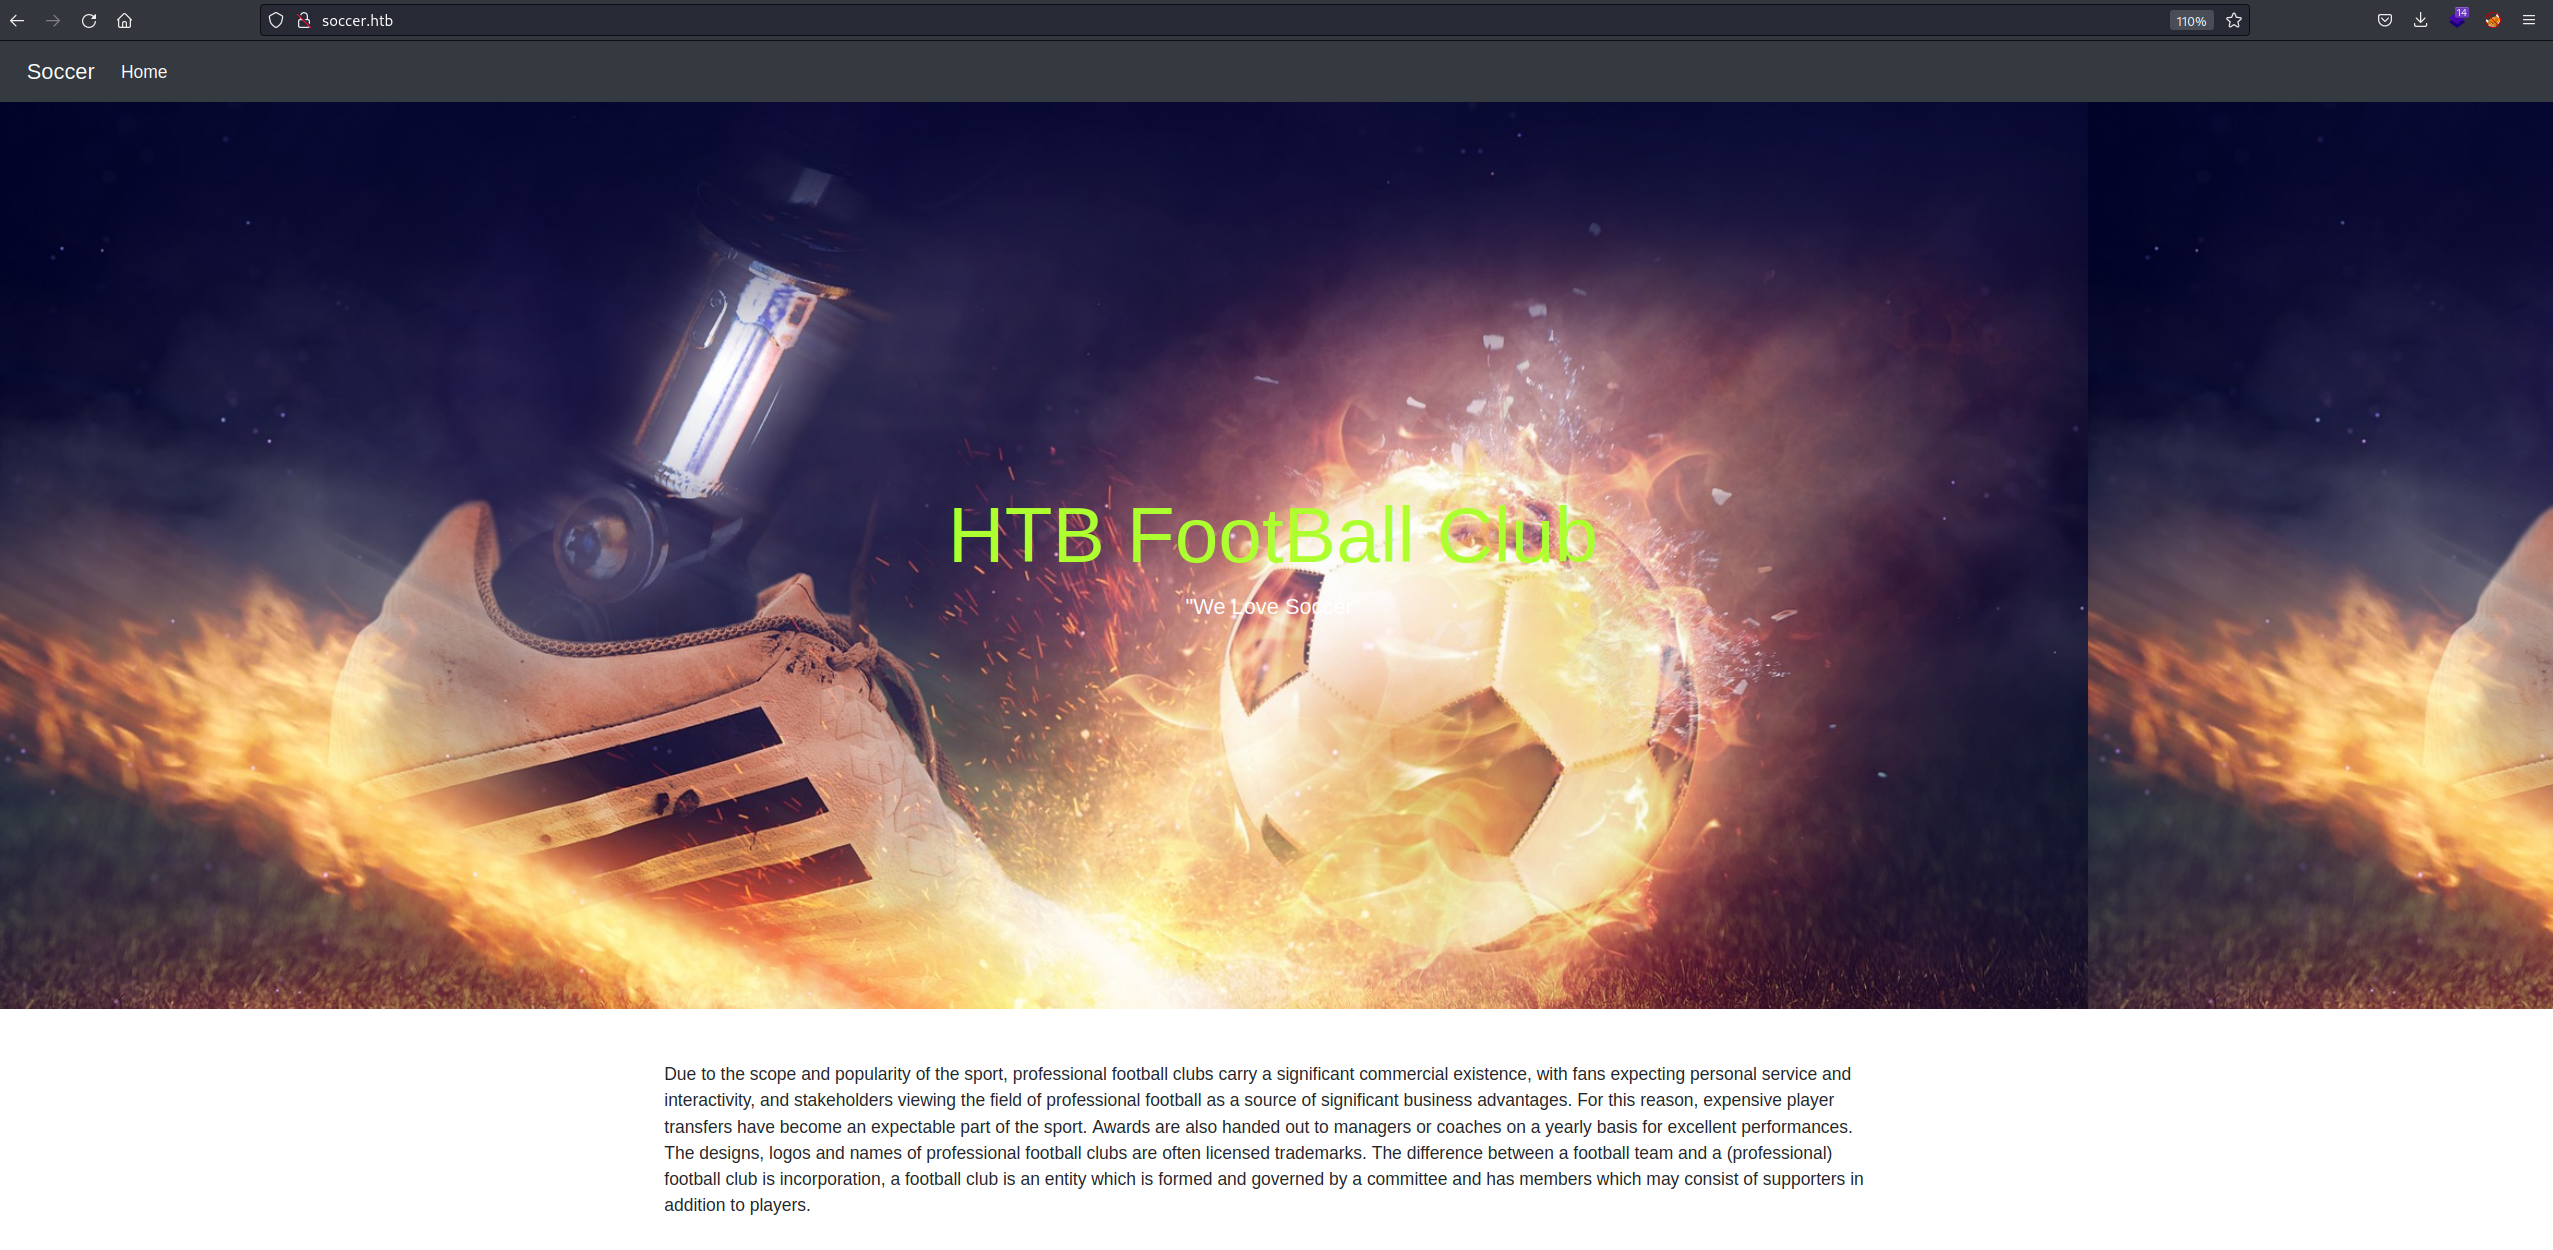 soccer.htb
110%
14
Soccer Home
HTB FootBall Club
"We Love Soccer"
Due to the scope and popularity of the sport, professional football clubs carry a significant commercial existence, with fans expecting personal service and
interactivity, and stakeholders viewing the field of professional football as a source of significant business advantages. For this reason, expensive player
transfers have become an expectable part of the sport. Awards are also handed out to managers or coaches on a yearly basis for excellent performances.
The designs, logos and names of professional football clubs are often licensed trademarks. The difference between a football team and a (professional)
football club is incorporation, a football club is an entity which is formed and governed by a committee and has members which may consist of supporters in
addition to players.